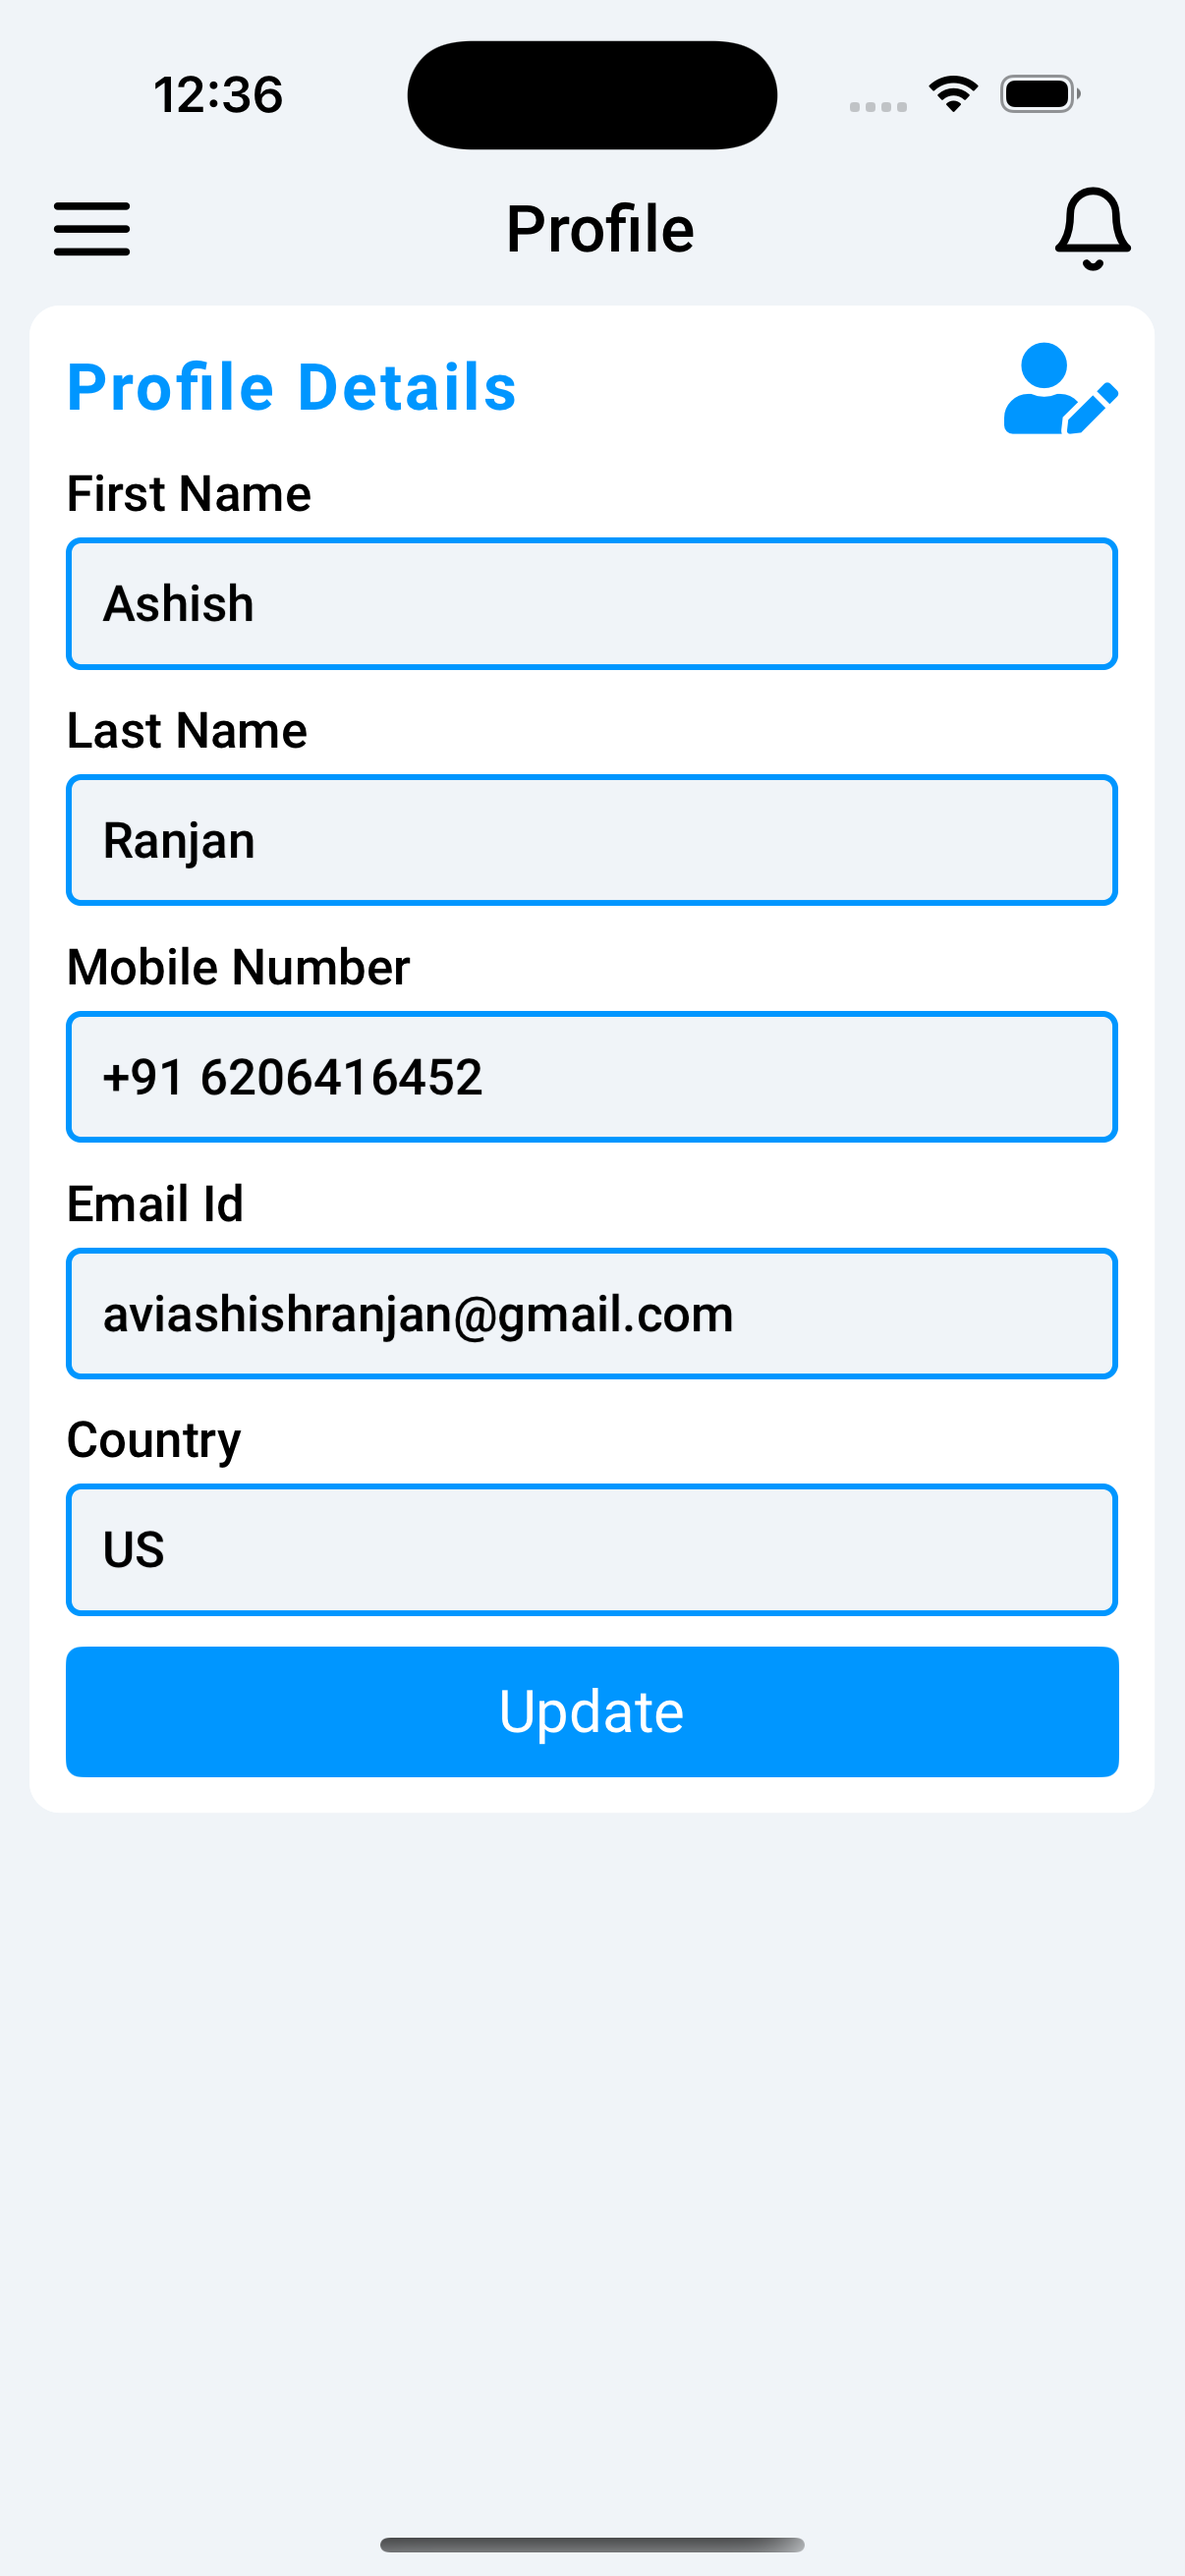 12:36
Profile
Profile Details
First Name
Ashish
Last Name
Ranjan
Mobile Number
+91 6206416452
Email Id
aviashishranjan@gmail.com
Country
US
Update